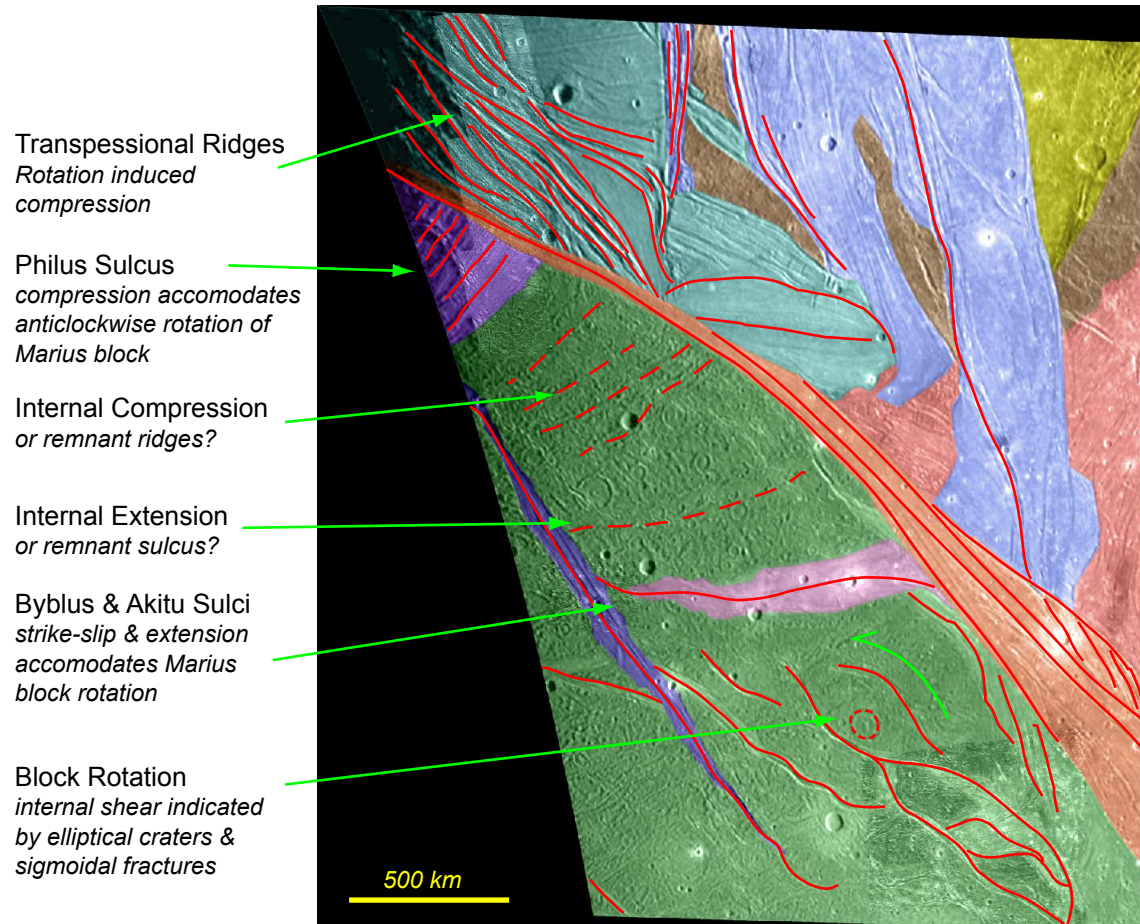 Transpessional Ridges
Rotation induced
compression
Philus Sulcus
compression accomodates
anticlockwise rotation of
Marius block
Internal Compression
or remnant ridges?
Internal Extension
or remnant sulcus?
Byblus & Akitu Sulci
strike-slip & extension
accomodates Marius
block rotation
Block Rotation
internal shear indicated
by elliptical craters &
sigmoidal fractures
500 km